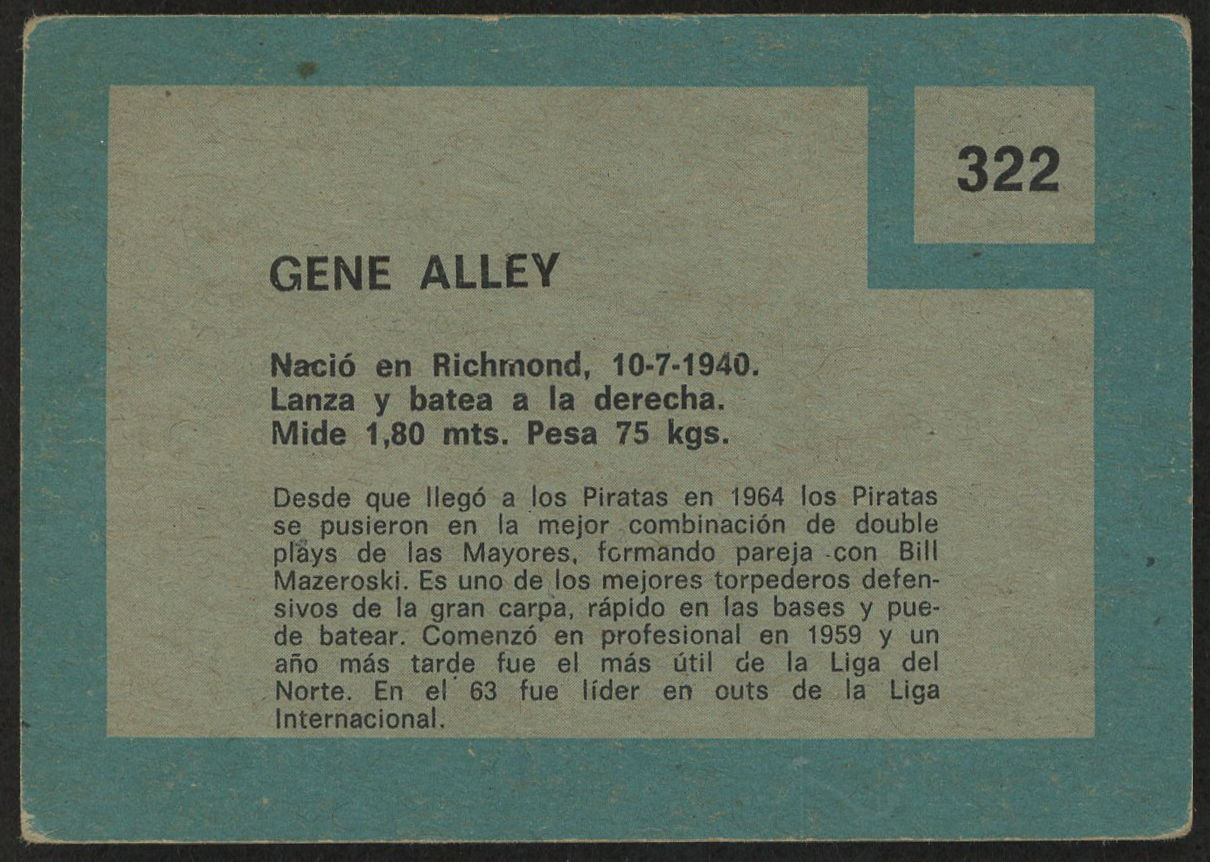 322
GENE ALLEY
Nació en Richmond, 10-7-1940.
Lanza y batea a la derecha.
Mide 1,80 mts. Pesa 75 kgs.
Desde que llegó a los Piratas en 1964 los Piratas
se pusieron en la mejor combinación de double
plays de las Mayores, formando pareja con Bill
Mazeroski. Es uno de los mejores torpederos defen-
sivos de la gran carpa, rápido en las bases y pue-
de batear. Comenzó en profesional en 1959 y un
año más tarde fue el más útil de la Liga del
Norte. En el 63 fue líder en outs de la Liga
Internacional.